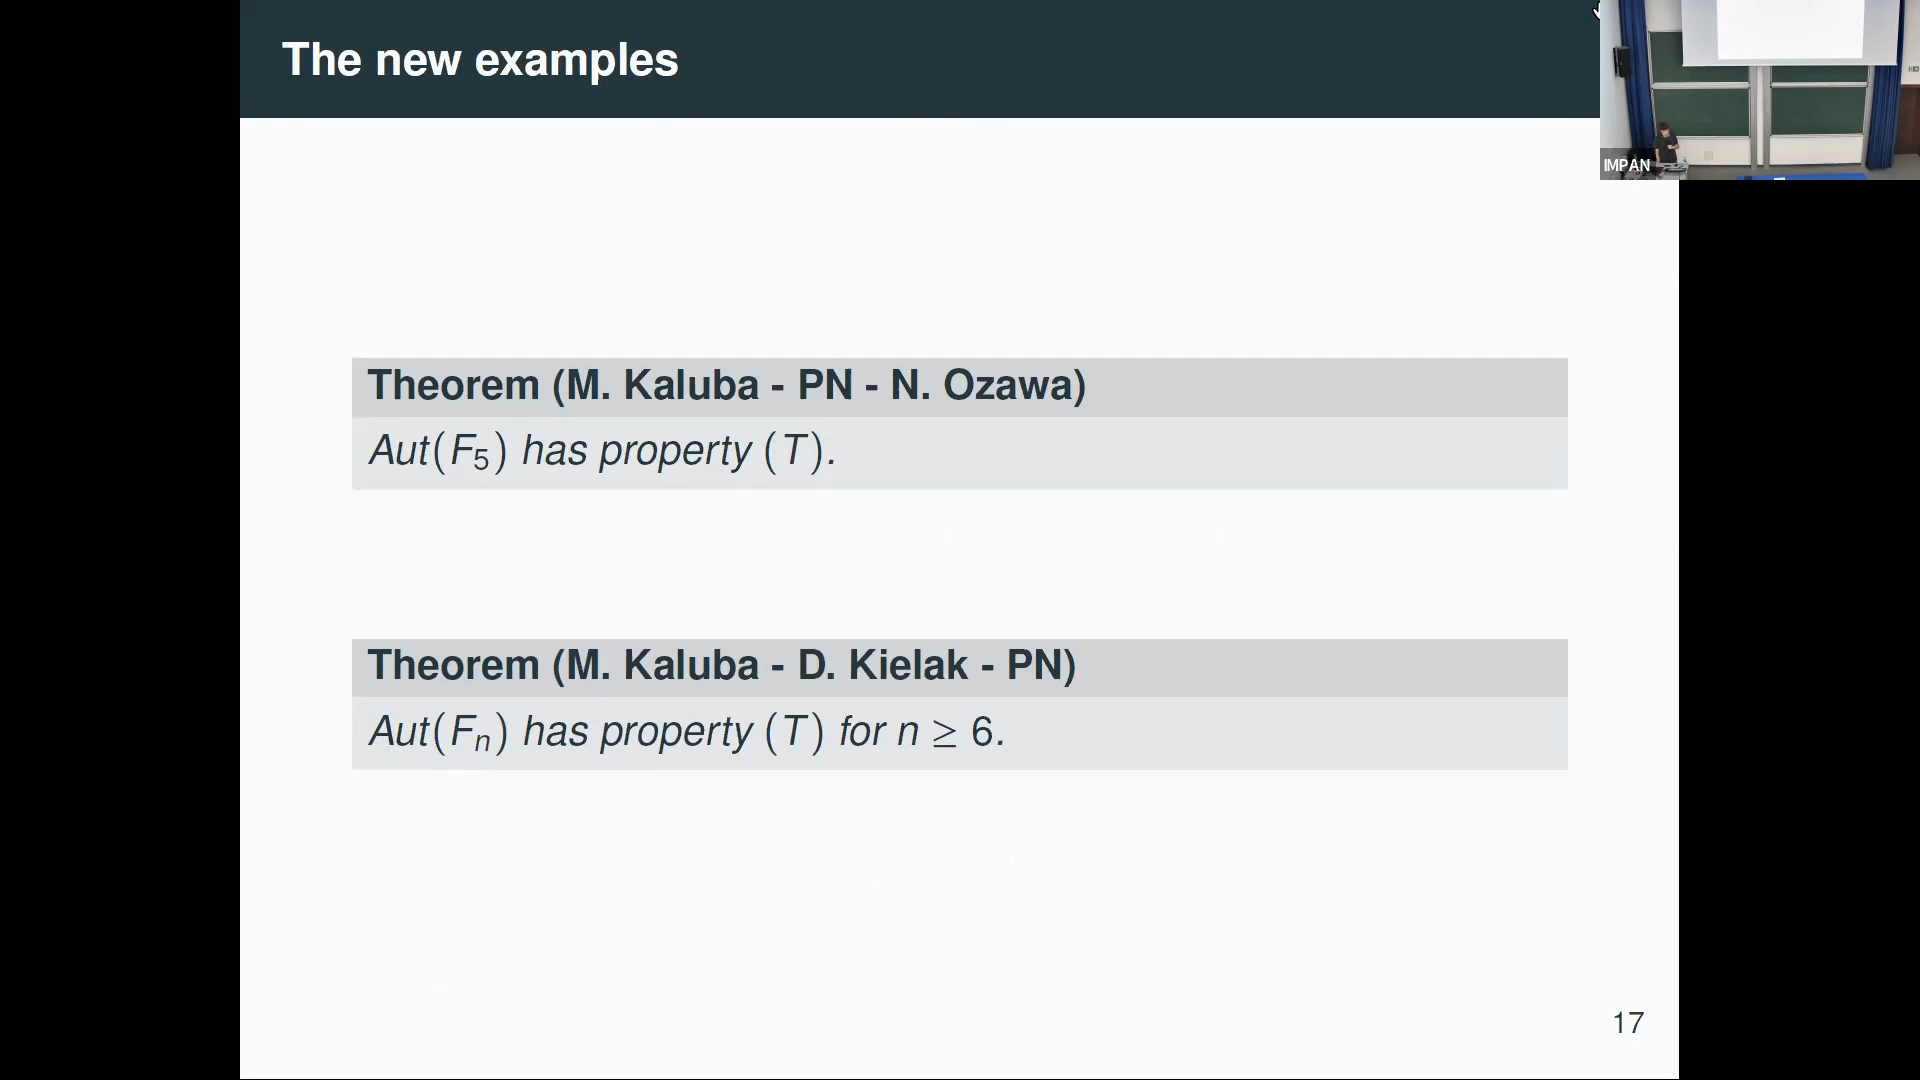 The new examples
IMPAN
Theorem (M. Kaluba - PN - N. Ozawa)
Aut(F₅) has property (T).
Theorem (M. Kaluba - D. Kielak - PN)
Aut(Fₙ) has property (T) for n ≥ 6.
17